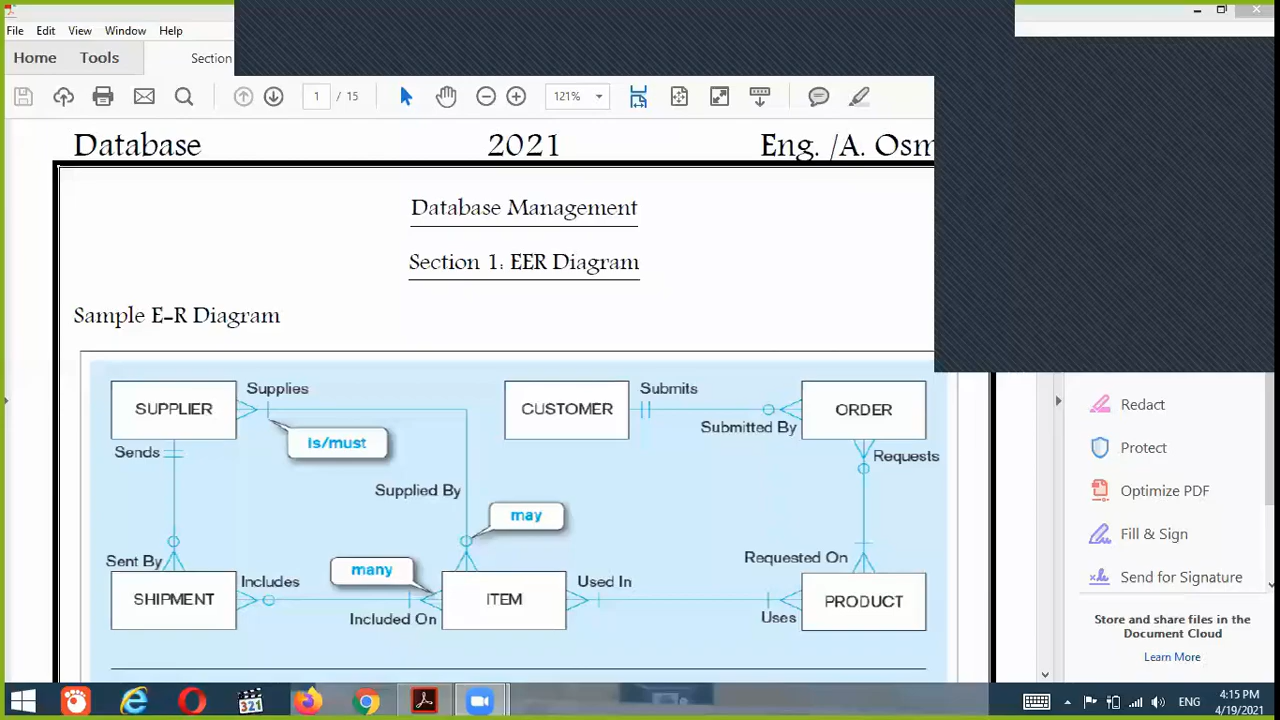 File Edit View Window Help
Home Tools Section
1 / 15 121%
Database 2021 Eng. /A. Osm
Database Management
Section 1: EER Diagram
Sample E-R Diagram
SUPPLIER Supplies CUSTOMER Submits ORDER
Submitted By
is/must
Sends Requests
Supplied By
may
Sent By many Requested On
SHIPMENT Includes ITEM Used In PRODUCT
Included On Uses
Redact
Protect
Optimize PDF
Fill & Sign
Send for Signature
Store and share files in the
Document Cloud
Learn More
321
ENG 4:15 PM
4/19/2021